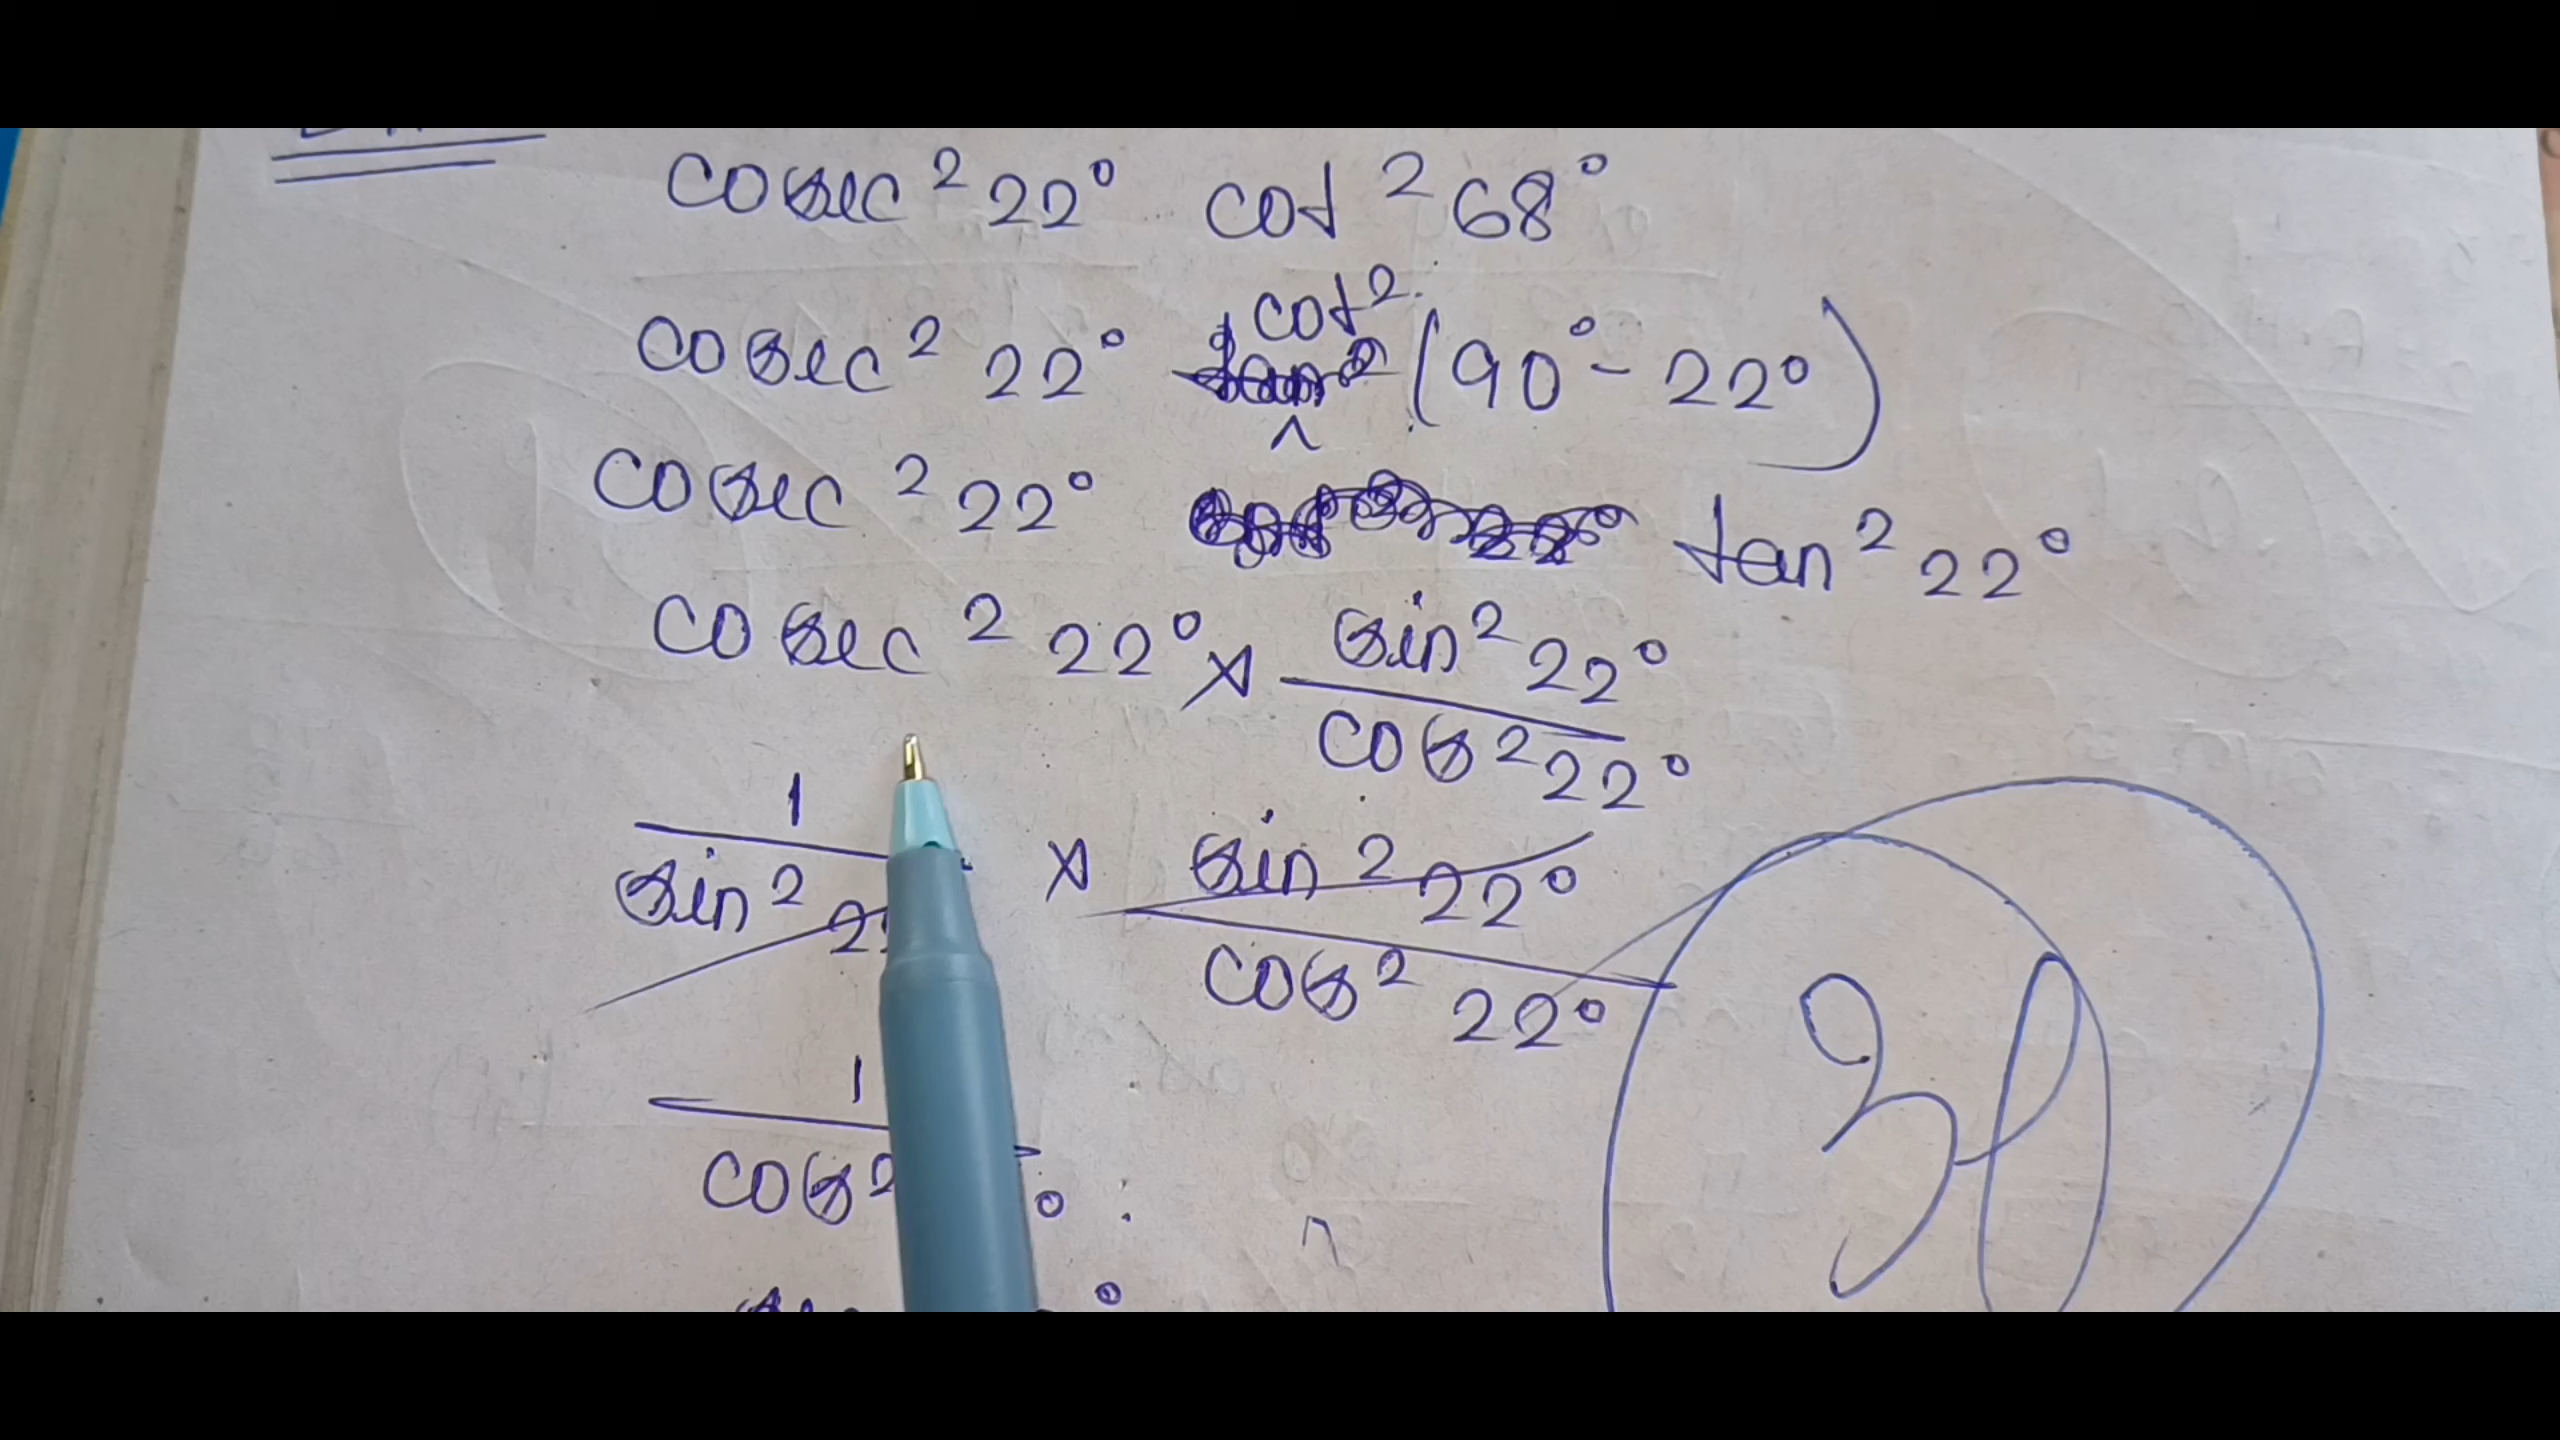 cosec² 22° cot² 68°
cosec² 22° cot² (90° - 22°)
cosec² 22° tan² 22°
cosec² 22° × sin² 22° / cos² 22°
1 / sin² × sin² 22° / cos² 22°
1 / cos² °